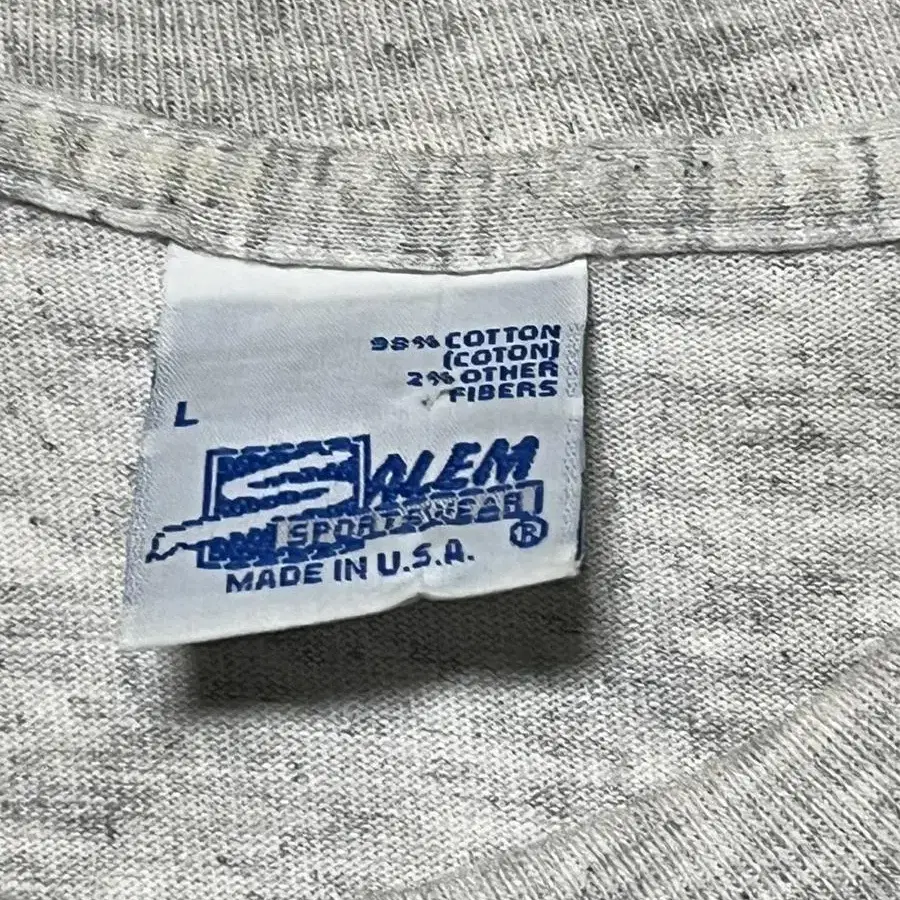 98% COTTON
(COTON)
2% OTHER
FIBERS
L
SALEM
SPORTSWEAR ®
MADE IN U.S.A.